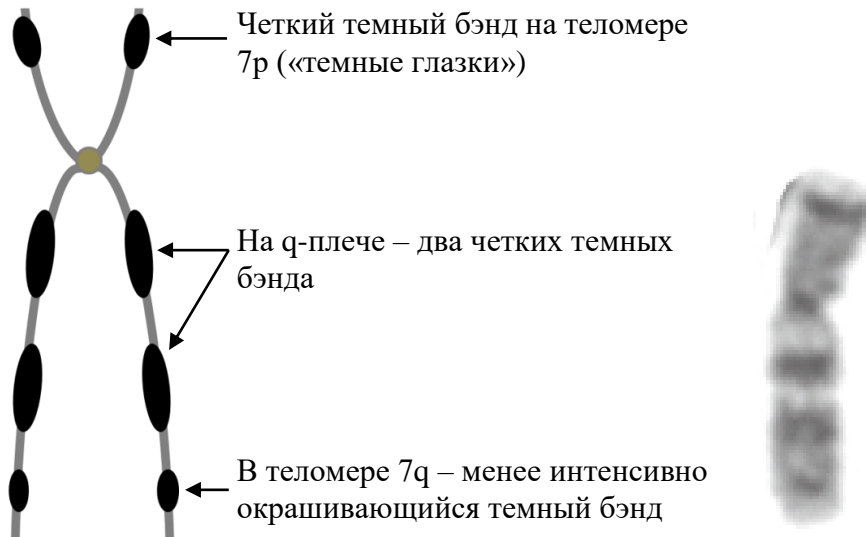 Четкий темный бэнд на теломере
7p («темные глазки»)
На q-плече – два четких темных
бэнда
В теломере 7q – менее интенсивно
окрашивающийся темный бэнд